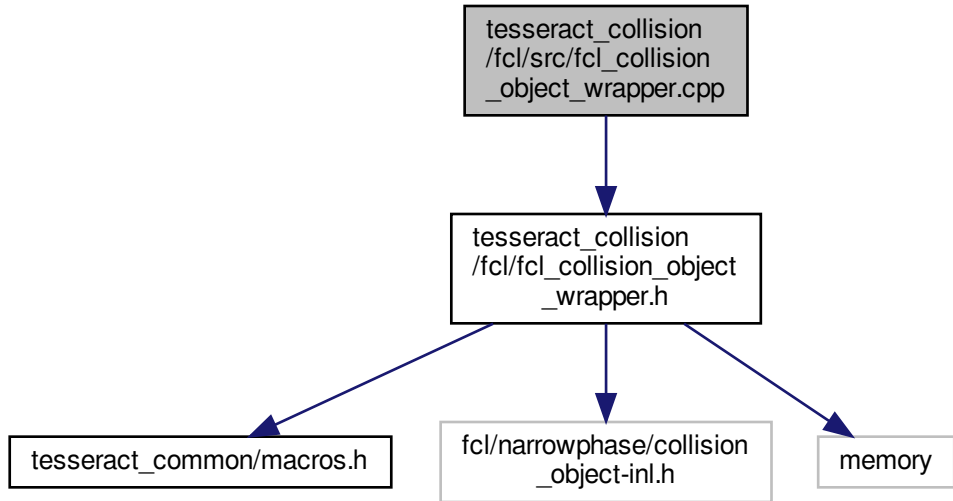 tesseract_collision
/fcl/src/fcl_collision
_object_wrapper.cpp
tesseract_collision
/fcl/fcl_collision_object
_wrapper.h
tesseract_common/macros.h
fcl/narrowphase/collision
_object-inl.h
memory